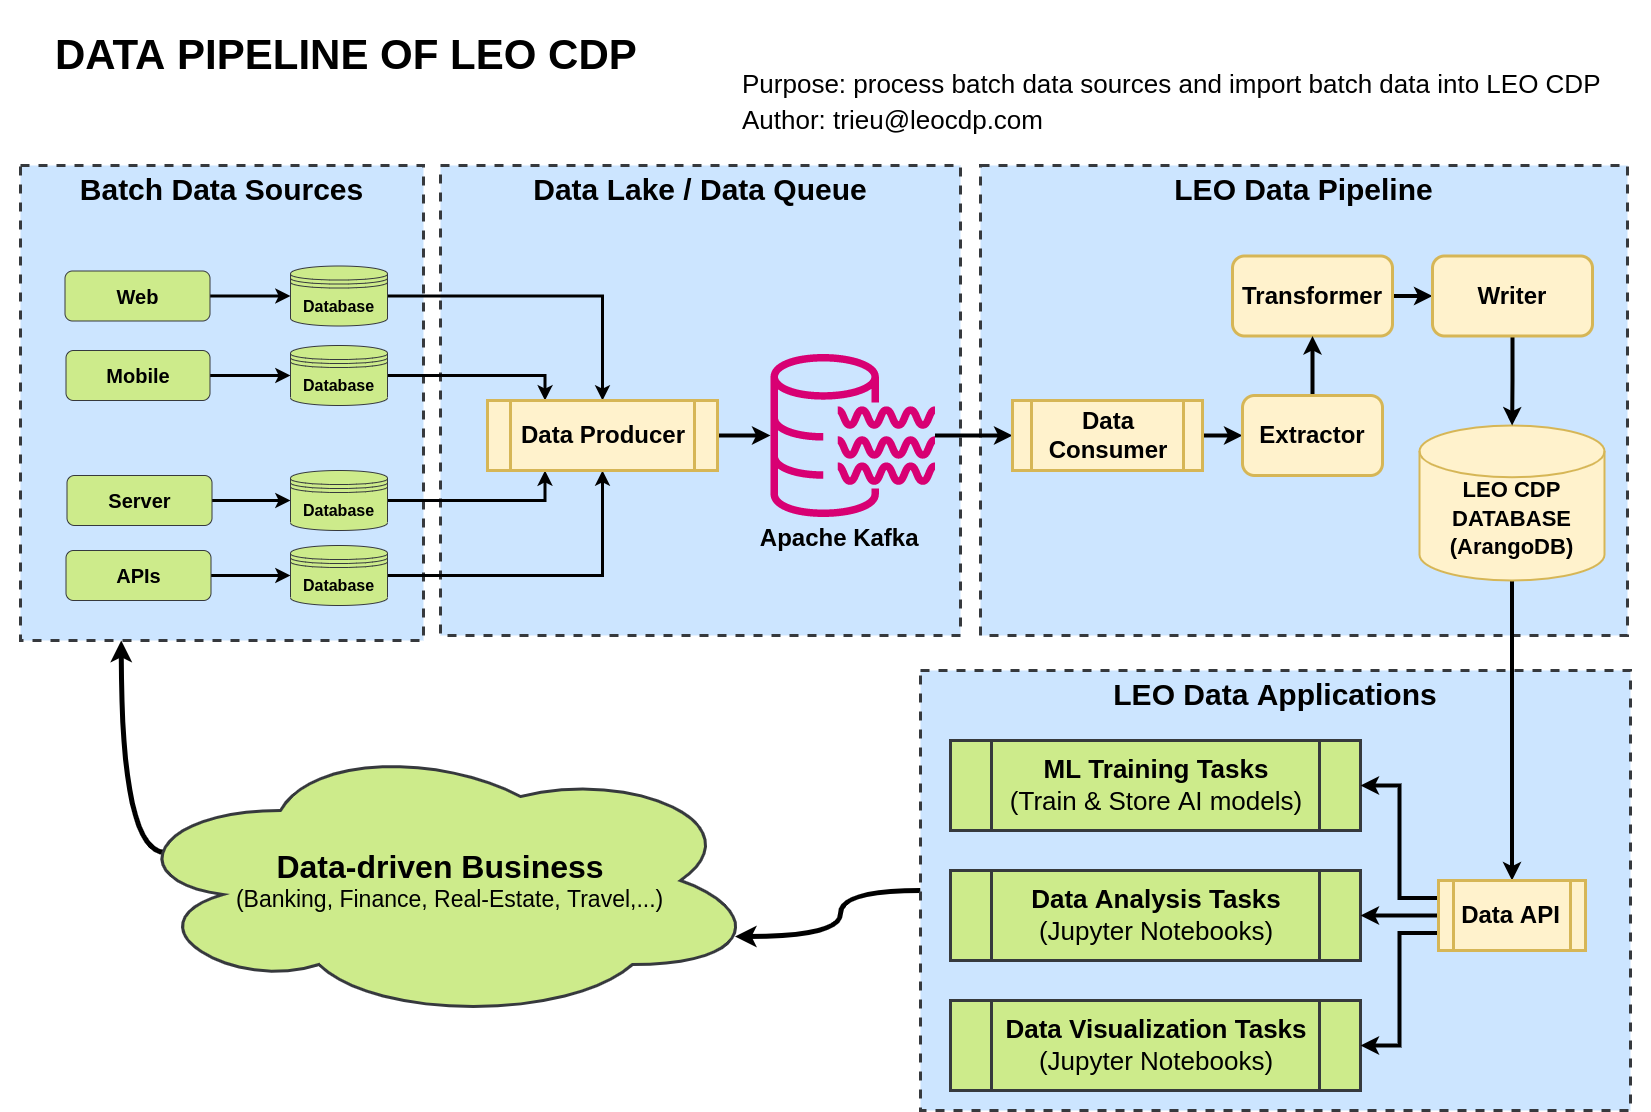 DATA PIPELINE OF LEO CDP
Purpose: process batch data sources and import batch data into LEO CDP
Author: trieu@leocdp.com
Batch Data Sources
Web
Database
Mobile
Database
Server
Database
APIs
Database
Data Lake / Data Queue
Data Producer
Apache Kafka
LEO Data Pipeline
Data
Consumer
Extractor
Transformer
Writer
LEO CDP
DATABASE
(ArangoDB)
LEO Data Applications
ML Training Tasks
(Train & Store AI models)
Data Analysis Tasks
(Jupyter Notebooks)
Data Visualization Tasks
(Jupyter Notebooks)
Data API
Data-driven Business
(Banking, Finance, Real-Estate, Travel,...)